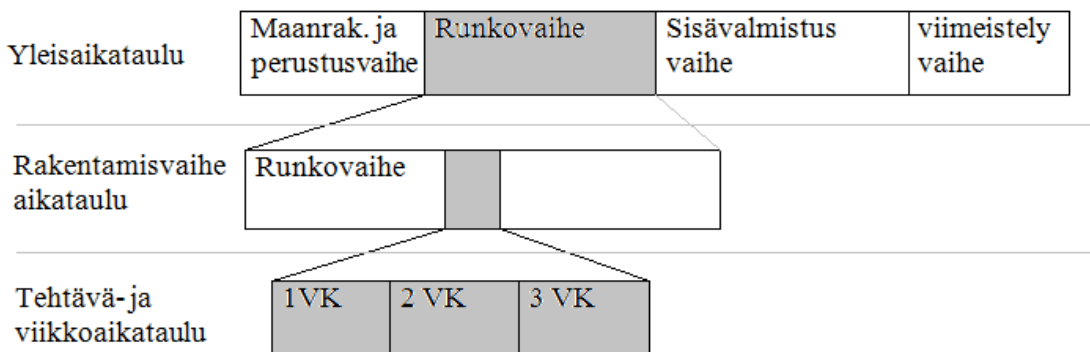 Yleisaikataulu
Maanrak. ja
perustusvaihe
Runkovaihe
Sisävalmistus
vaihe
viimeistely
vaihe
Rakentamisvaihe
aikataulu
Runkovaihe
Tehtävä- ja
viikkoaikataulu
1VK
2 VK
3 VK